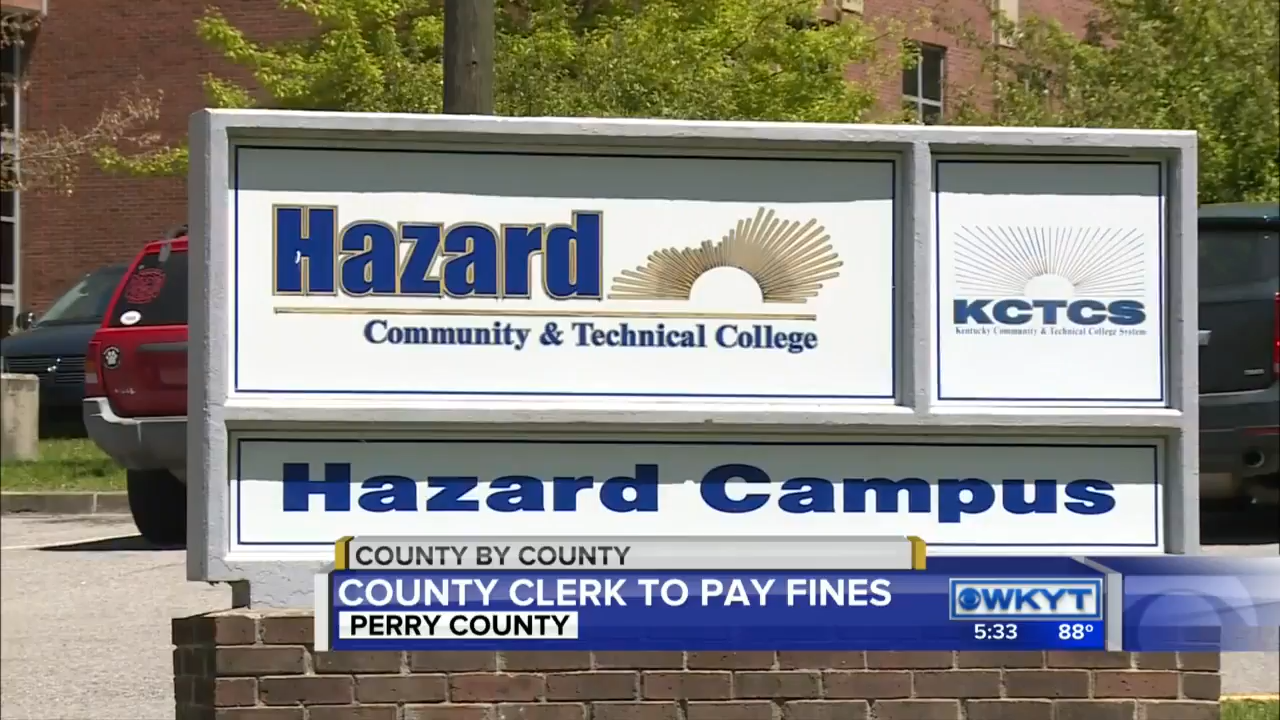 Hazard
Community & Technical College
KCTCS
Kentucky Community & Technical College System
Hazard Campus
COUNTY BY COUNTY
COUNTY CLERK TO PAY FINES
PERRY COUNTY
WKYT
5:33 88°